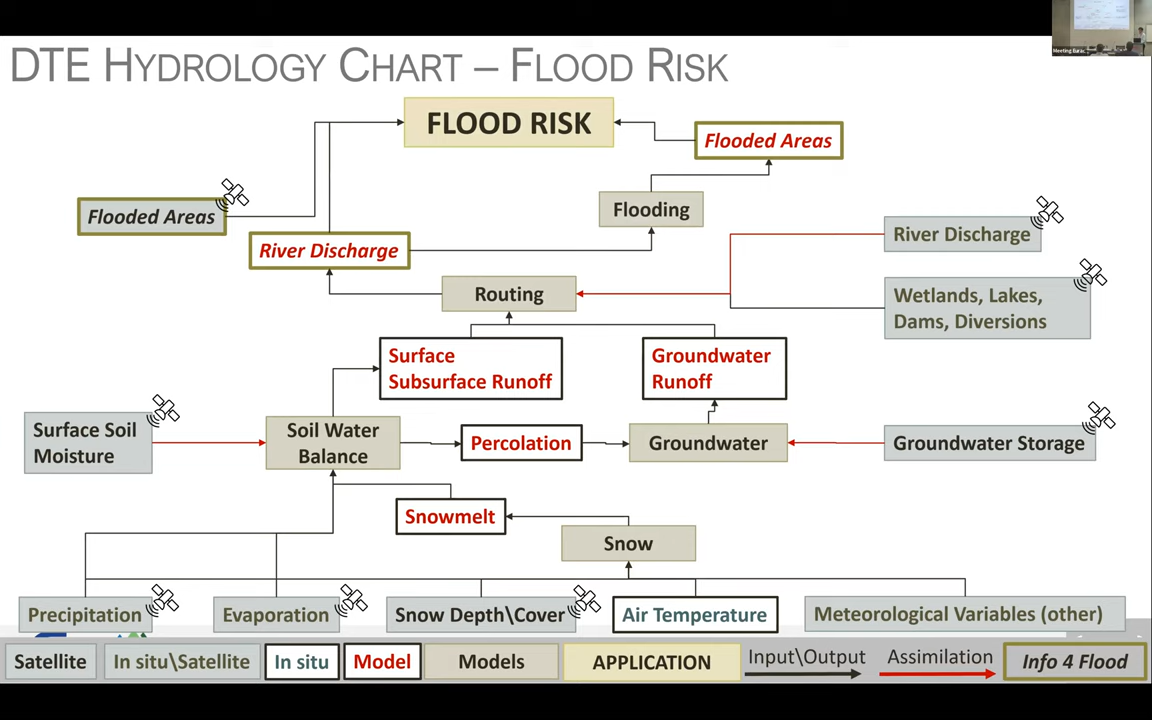 DTE HYDROLOGY CHART – FLOOD RISK
FLOOD RISK
Flooded Areas
Flooded Areas
Flooding
River Discharge
River Discharge
Routing
Wetlands, Lakes,
Dams, Diversions
Surface
Subsurface Runoff
Groundwater
Runoff
Surface Soil
Moisture
Soil Water
Balance
Percolation
Groundwater
Groundwater Storage
Snowmelt
Snow
Precipitation
Evaporation
Snow Depth\Cover
Air Temperature
Meteorological Variables (other)
Satellite
In situ\Satellite
In situ
Model
Models
APPLICATION
Input\Output
Assimilation
Info 4 Flood